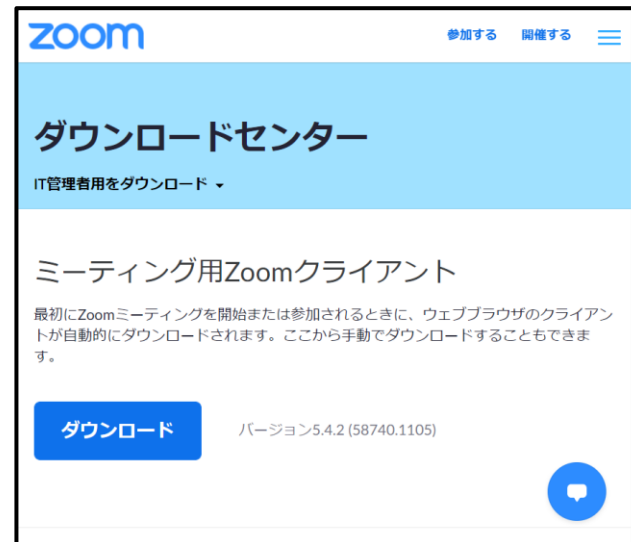 zoom
参加する 開催する
ダウンロードセンター
IT管理者用をダウンロード
ミーティング用Zoomクライアント
最初にZoomミーティングを開始または参加されるときに、ウェブブラウザのクライアン
トが自動的にダウンロードされます。ここから手動でダウンロードすることもできま
す。
ダウンロード バージョン5.4.2 (58740.1105)